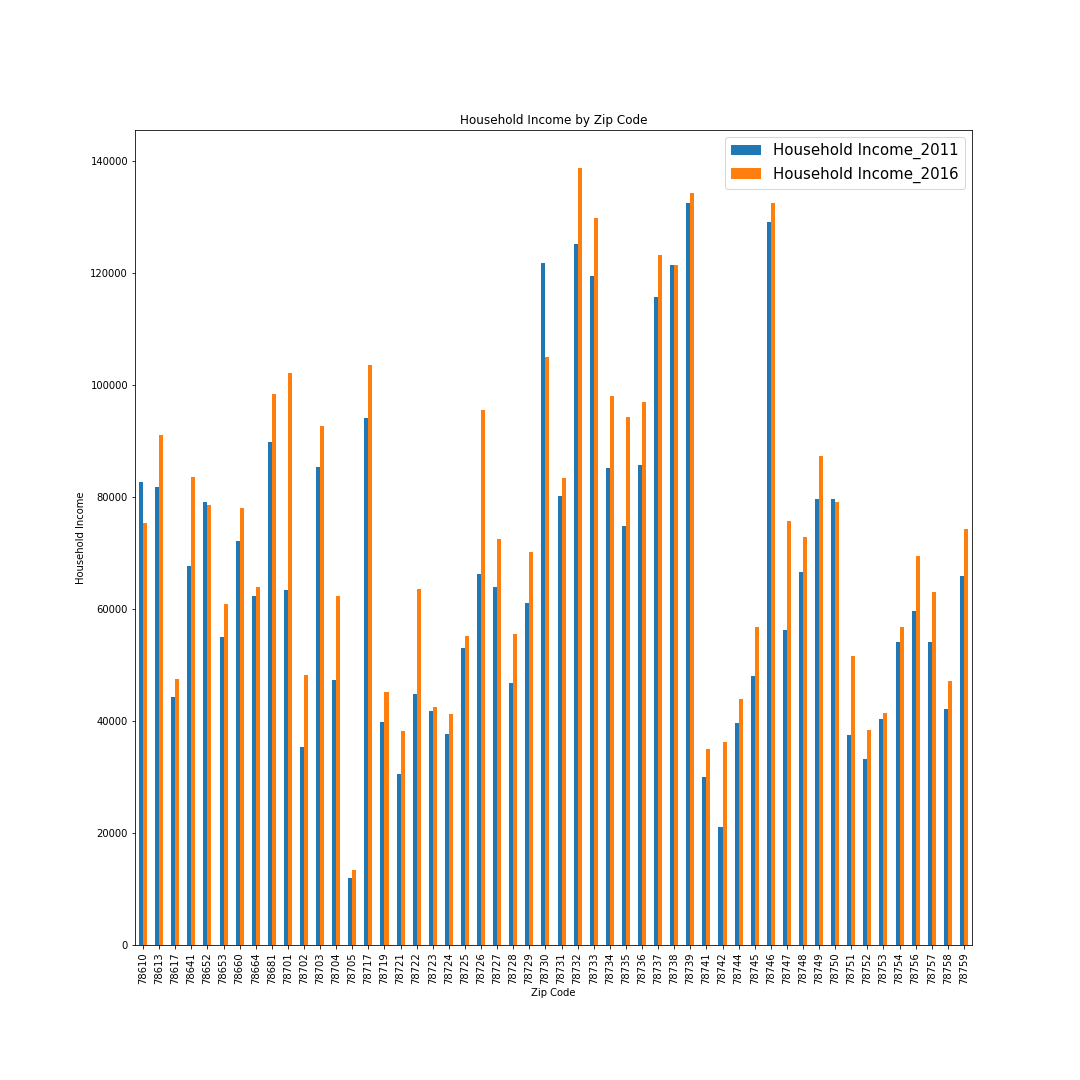 Household Income by Zip Code
Household Income_2011
Household Income_2016
140000
120000
100000
80000
60000
40000
20000
0
Household Income
78610 78613 78617 78641 78652 78653 78660 78664 78681 78701 78702 78703 78704 78705 78717 78719 78721 78722 78723 78724 78725 78726 78727 78728 78729 78730 78731 78732 78733 78734 78735 78736 78737 78738 78739 78741 78742 78744 78745 78746 78747 78748 78749 78750 78751 78752 78753 78754 78756 78757 78758 78759
Zip Code